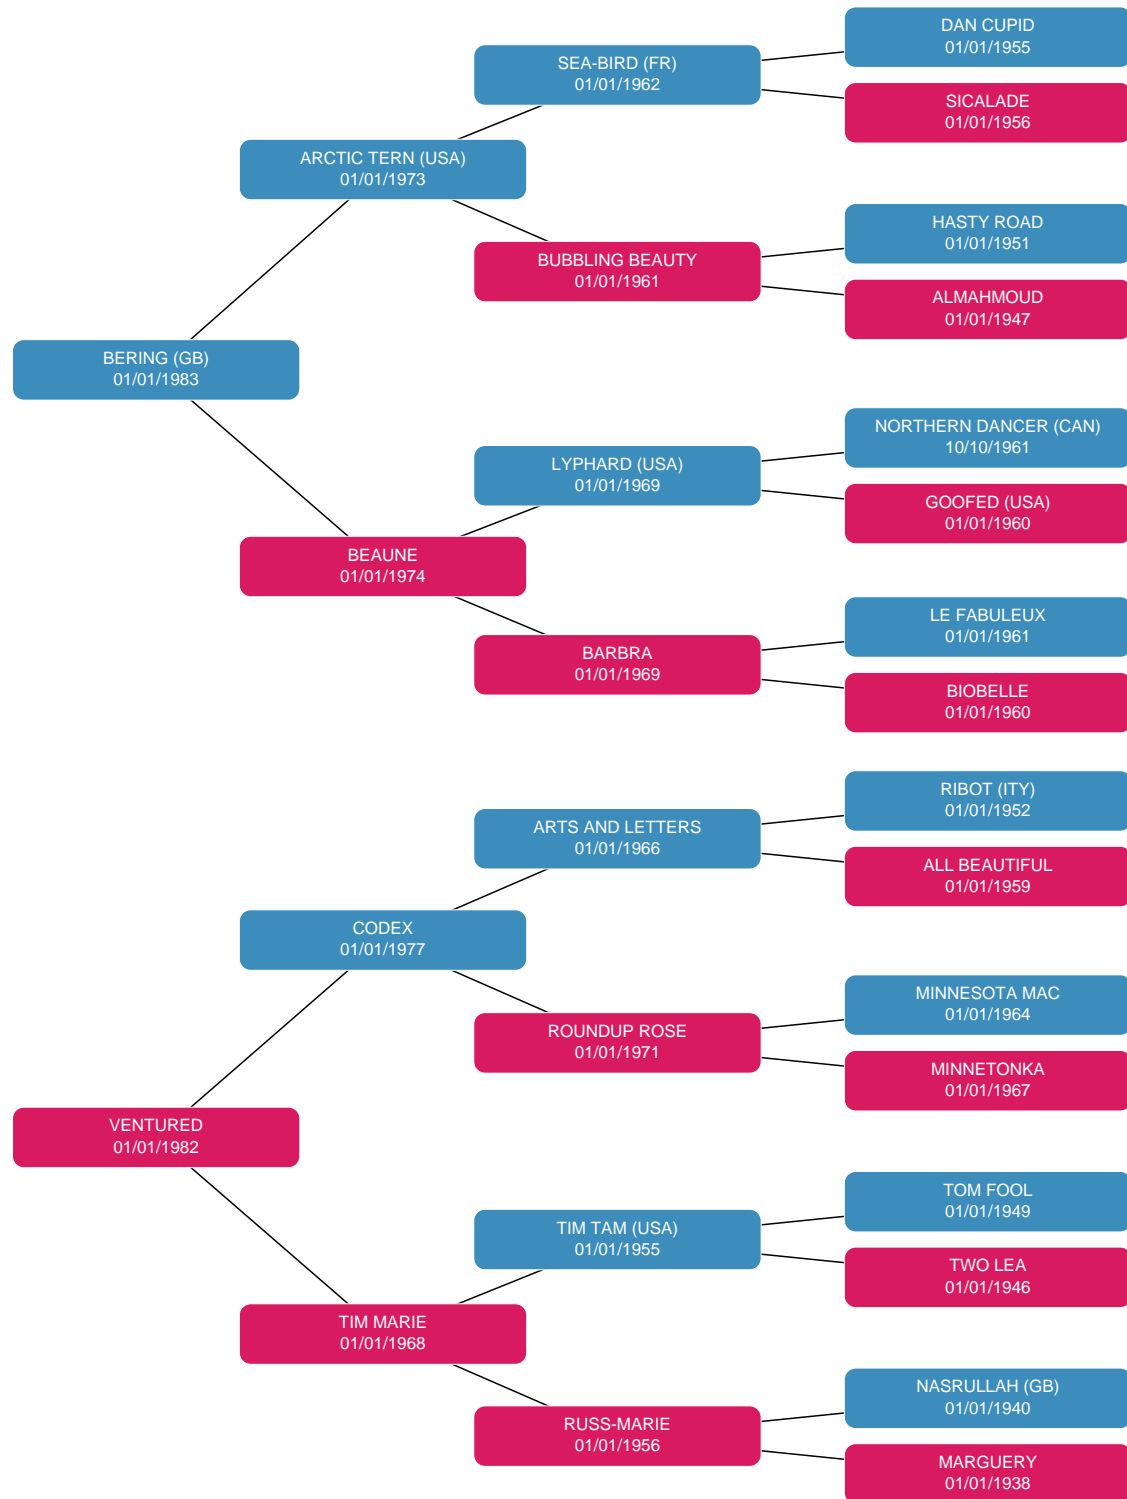 DAN CUPID
01/01/1955
SEA-BIRD (FR)
01/01/1962
SICALADE
01/01/1956
ARCTIC TERN (USA)
01/01/1973
HASTY ROAD
01/01/1951
BUBBLING BEAUTY
01/01/1961
ALMAHMOUD
01/01/1947
BERING (GB)
01/01/1983
NORTHERN DANCER (CAN)
10/10/1961
LYPHARD (USA)
01/01/1969
GOOFED (USA)
01/01/1960
BEAUNE
01/01/1974
LE FABULEUX
01/01/1961
BARBRA
01/01/1969
BIOBELLE
01/01/1960
RIBOT (ITY)
01/01/1952
ARTS AND LETTERS
01/01/1966
ALL BEAUTIFUL
01/01/1959
CODEX
01/01/1977
MINNESOTA MAC
01/01/1964
ROUNDUP ROSE
01/01/1971
MINNETONKA
01/01/1967
VENTURED
01/01/1982
TOM FOOL
01/01/1949
TIM TAM (USA)
01/01/1955
TWO LEA
01/01/1946
TIM MARIE
01/01/1968
NASRULLAH (GB)
01/01/1940
RUSS-MARIE
01/01/1956
MARGUERY
01/01/1938